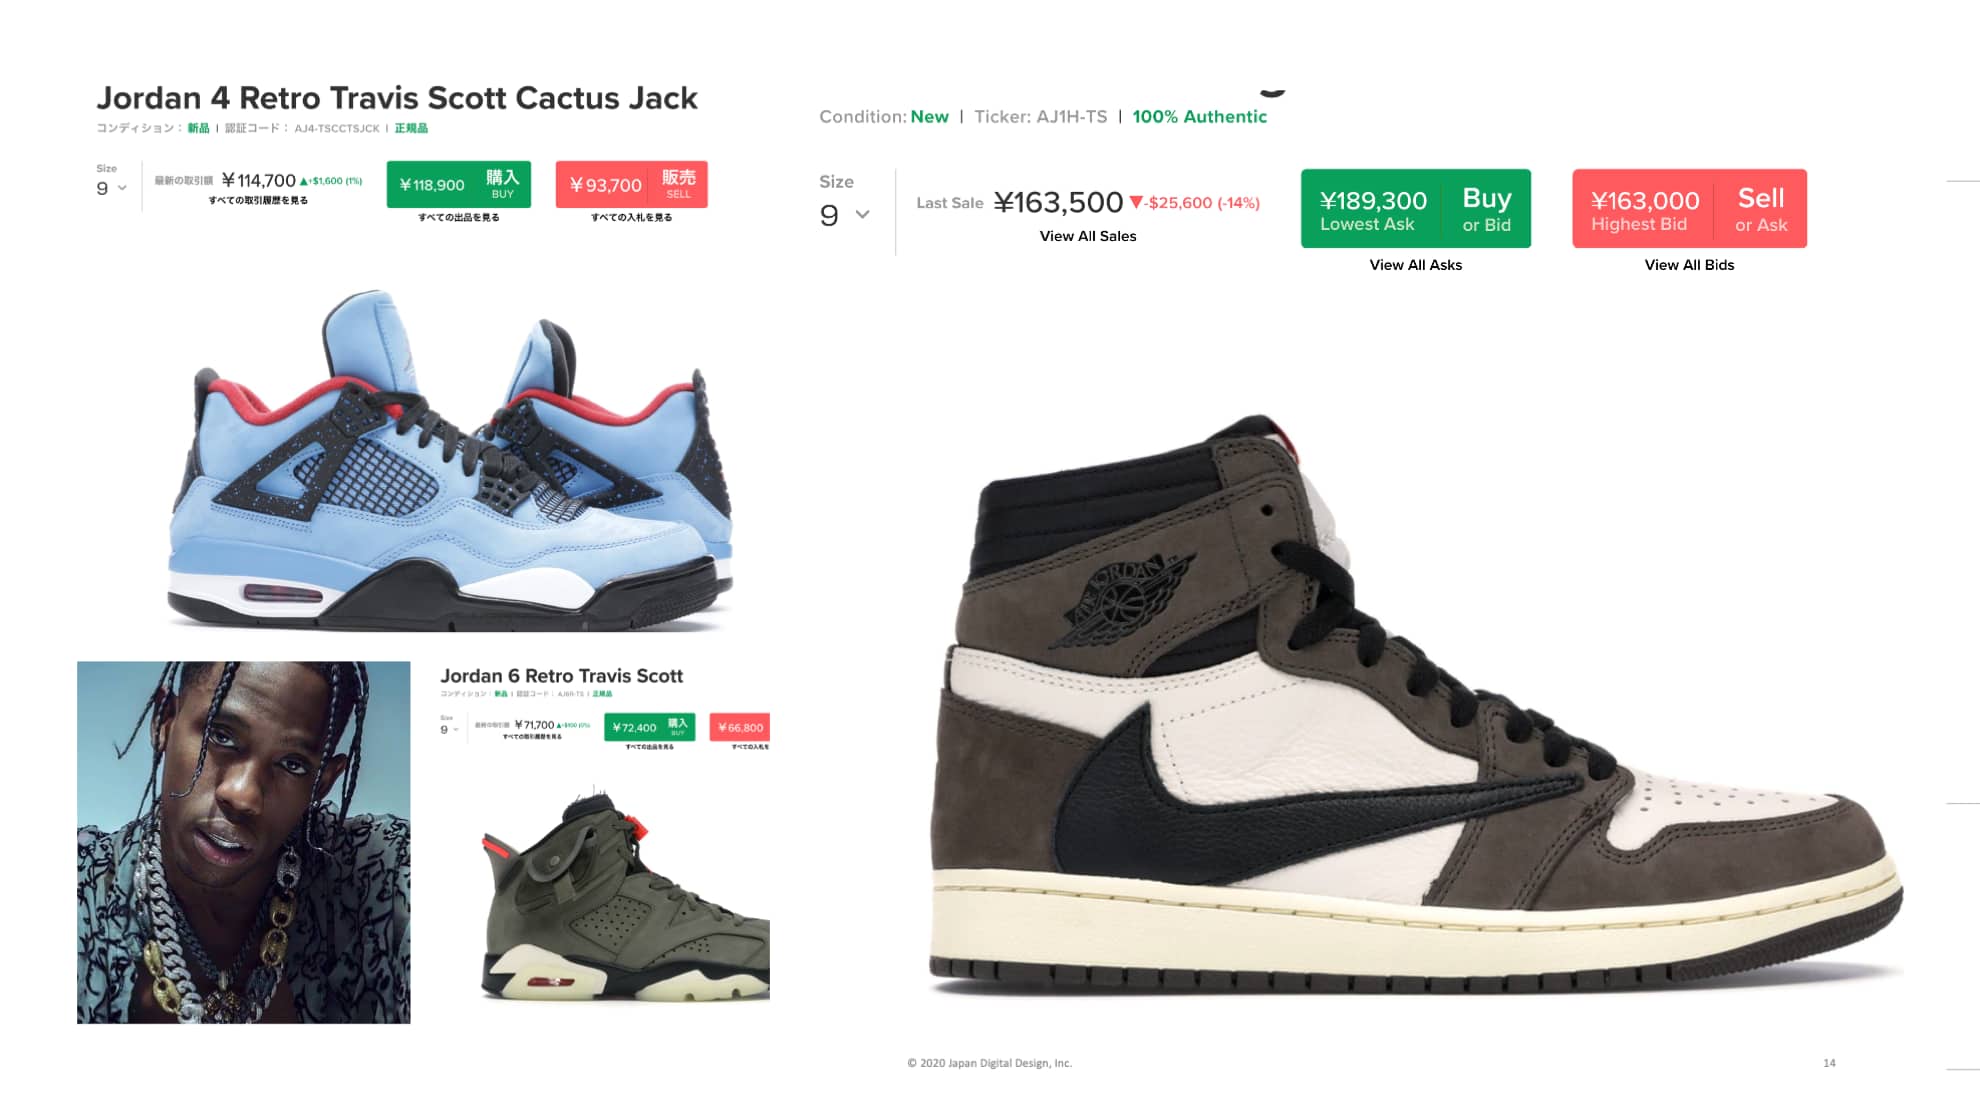 Jordan 4 Retro Travis Scott Cactus Jack
コンディション： 新品 | 認証コード： AJ4-TSCCTSJCK | 正規品
Size
9
最新の取引額 ¥114,700 ▲+$1,600 (1%)
すべての取引履歴を見る
¥118,900 購入
BUY
すべての出品を見る
¥93,700 販売
SELL
すべての入札を見る
Condition: New | Ticker: AJ1H-TS | 100% Authentic
Size
9
Last Sale ¥163,500 ▼-$25,600 (-14%)
View All Sales
¥189,300 Buy
Lowest Ask or Bid
View All Asks
¥163,000 Sell
Highest Bid or Ask
View All Bids
AIR JORDAN
Jordan 6 Retro Travis Scott
コンディション： 新品 | 認証コード： AJ6R-TS | 正規品
Size
9
最新の取引額 ¥71,700 ▲+$100 (0%)
すべての取引履歴を見る
¥72,400 購入
BUY
すべての出品を見る
¥66,800
すべての入札を
© 2020 Japan Digital Design, Inc.
14